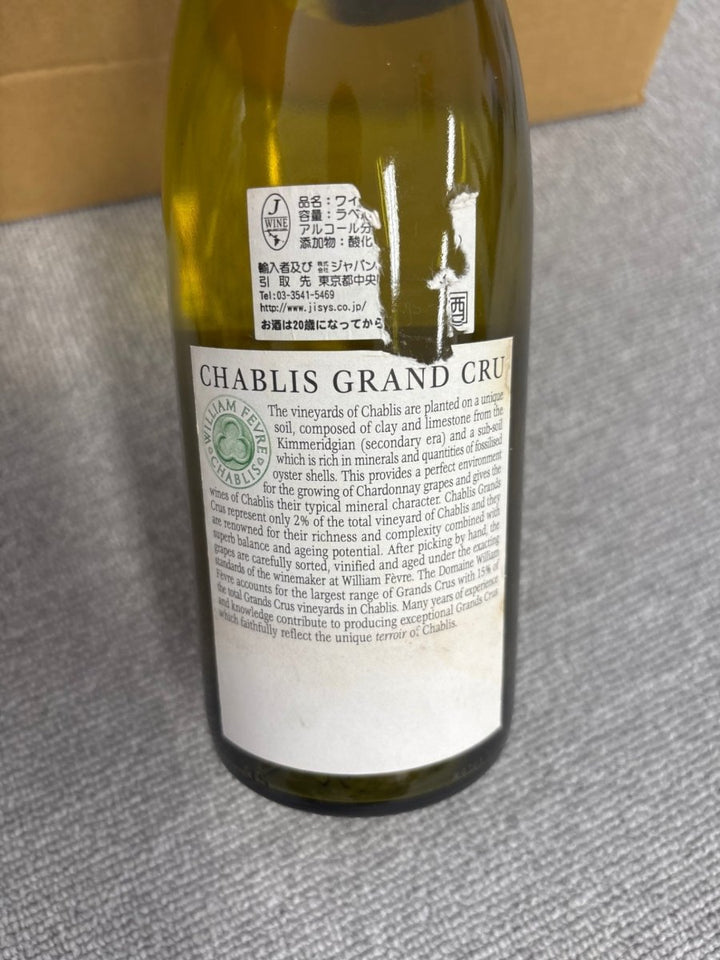 J
WINE
品名：ワイ
容量：ラベ
アルコール分
添加物：酸化
輸入者及び 株式会社 ジャパン
引取先 東京都中央
Tel:03-3541-5469
http://www.jisys.co.jp/
お酒は20歳になってから
酒
CHABLIS GRAND CRU
WILLIAM FEVRE
CHABLIS
The vineyards of Chablis are planted on a unique
soil, composed of clay and limestone from the
Kimmeridgian (secondary era) and a sub-soil
which is rich in minerals and quantities of fossilised
oyster shells. This provides a perfect environment
for the growing of Chardonnay grapes and gives the
wines of Chablis their typical mineral character. Chablis Grands
Crus represent only 2% of the total vineyard of Chablis and they
are renowned for their richness and complexity combined with
superb balance and ageing potential. After picking by hand, the
grapes are carefully sorted, vinified and aged under the exacting
standards of the winemaker at William Fèvre. The Domaine William
Fèvre accounts for the largest range of Grands Crus with 15% of
the total Grands Crus vineyards in Chablis. Many years of experience
and knowledge contribute to producing exceptional Grands Crus
which faithfully reflect the unique terroir of Chablis.